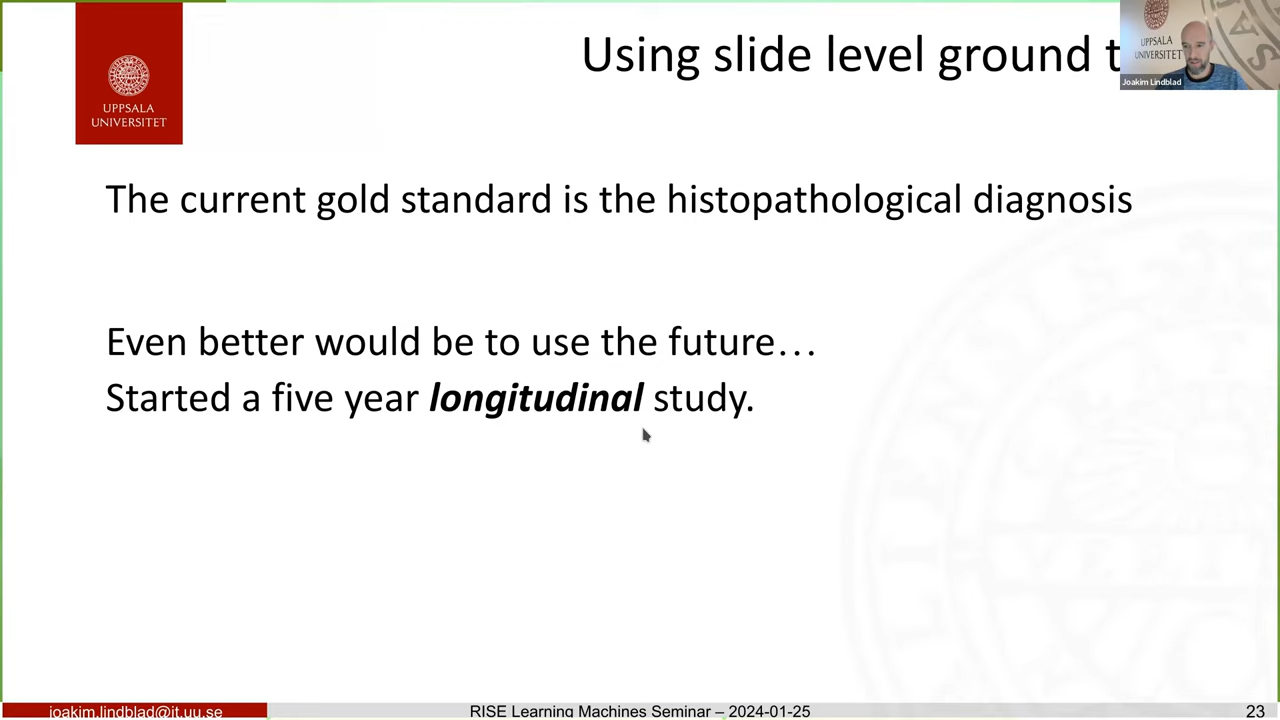 Using slide level ground t
UPPSALA
UNIVERSITET
UPPSALA
UNIVERSITET
Joakim Lindblad
The current gold standard is the histopathological diagnosis
Even better would be to use the future…
Started a five year longitudinal study.
joakim.lindblad@it.uu.se
RISE Learning Machines Seminar – 2024-01-25
23